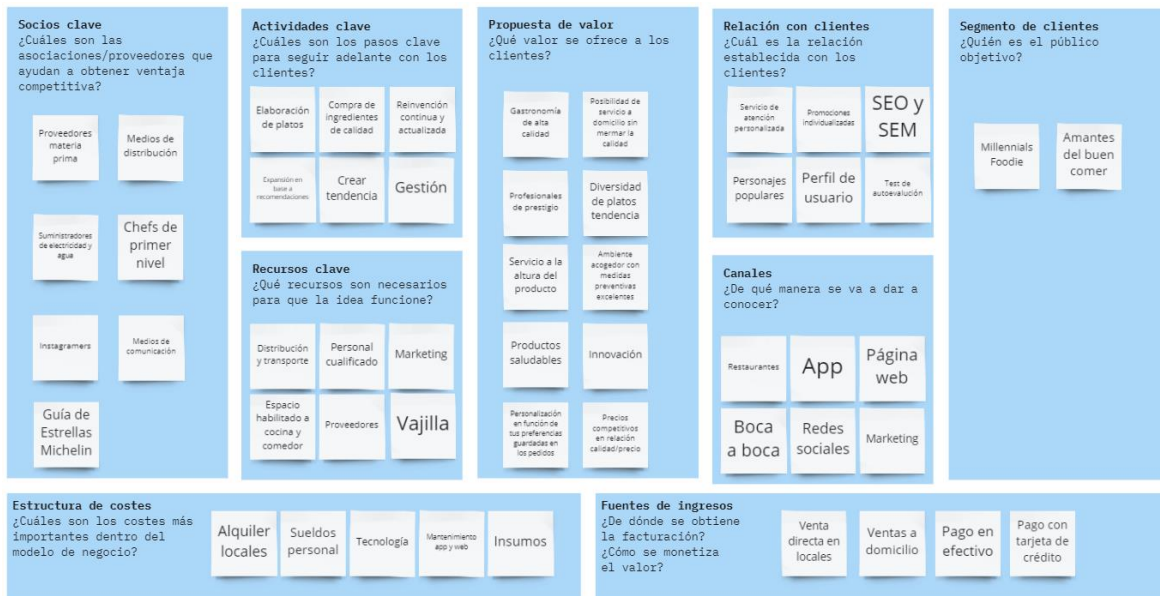 Socios clave
¿Cuáles son las
asociaciones/proveedores que
ayudan a obtener ventaja
competitiva?
Proveedores
materia
prima
Medios de
distribución
Suministradores
de electricidad y
agua
Chefs de
primer
nivel
Instagramers
Medios de
comunicación
Guía de
Estrellas
Michelin
Actividades clave
¿Cuáles son los pasos clave
para seguir adelante con los
clientes?
Elaboración
de platos
Compra de
ingredientes
de calidad
Reinvención
continua y
actualizada
Expansión en
base a
recomendaciones
Crear
tendencia
Gestión
Recursos clave
¿Qué recursos son necesarios
para que la idea funcione?
Distribución
y transporte
Personal
cualificado
Marketing
Espacio
habilitado a
cocina y
comedor
Proveedores
Vajilla
Propuesta de valor
¿Qué valor se ofrece a los
clientes?
Gastronomía
de alta
calidad
Posibilidad de
servicio a
domicilio sin
mermar la
calidad
Profesionales
de prestigio
Diversidad
de platos
tendencia
Servicio a la
altura del
producto
Ambiente
acogedor con
medidas
preventivas
excelentes
Productos
saludables
Innovación
Personalización
en función de
tus preferencias
guardadas en
los pedidos
Precios
competitivos
en relación
calidad/precio
Relación con clientes
¿Cuál es la relación
establecida con los
clientes?
Servicio de
atención
personalizada
Promociones
individualizadas
SEO y
SEM
Personajes
populares
Perfil de
usuario
Test de
autoevalución
Canales
¿De qué manera se va a dar a
conocer?
Restaurantes
App
Página
web
Boca
a boca
Redes
sociales
Marketing
Segmento de clientes
¿Quién es el público
objetivo?
Millennials
Foodie
Amantes
del buen
comer
Estructura de costes
¿Cuáles son los costes más
importantes dentro del
modelo de negocio?
Alquiler
locales
Sueldos
personal
Tecnología
Mantenimiento
app y web
Insumos
Fuentes de ingresos
¿De dónde se obtiene
la facturación?
¿Cómo se monetiza
el valor?
Venta
directa en
locales
Ventas a
domicilio
Pago en
efectivo
Pago con
tarjeta de
crédito